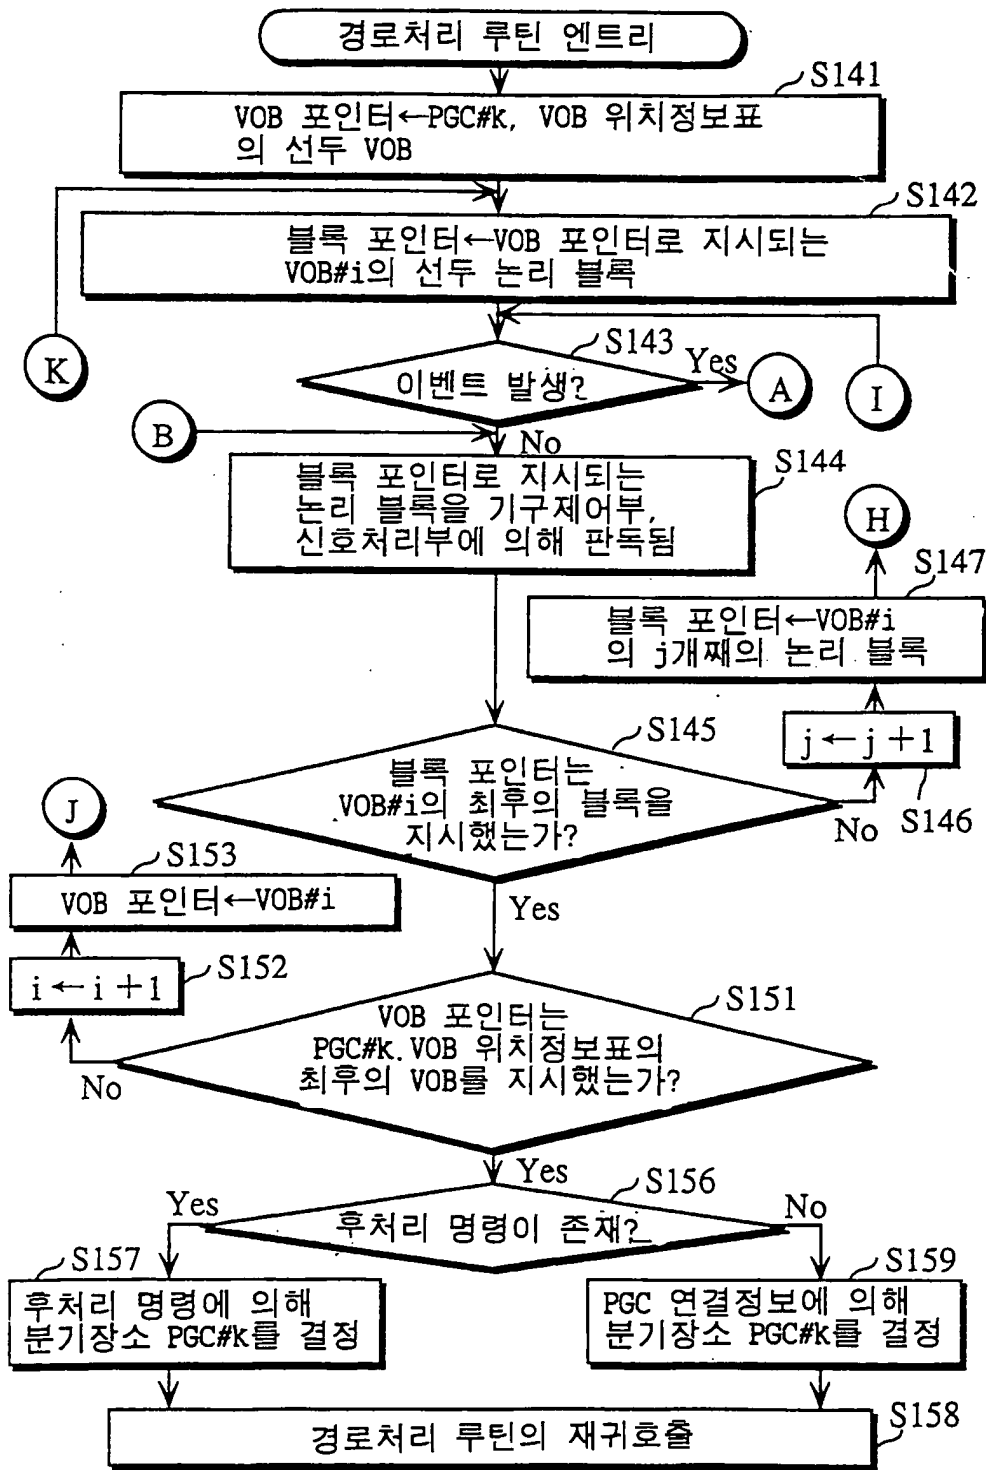 경로처리 루틴 엔트리
S141
VOB 포인터←PGC#k. VOB 위치정보표
의 선두 VOB
S142
블록 포인터←VOB 포인터로 지시되는
VOB#i의 선두 논리 블록
K
S143
이벤트 발생?
Yes
A
I
B
No
S144
블록 포인터로 지시되는
논리 블록을 기구제어부,
신호처리부에 의해 판독됨
H
S147
블록 포인터←VOB#i
의 j개째의 논리 블록
j←j+1
S146
S145
블록 포인터는
VOB#i의 최후의 블록을
지시했는가?
No
Yes
J
S153
VOB 포인터←VOB#i
S152
i←i+1
S151
VOB 포인터는
PGC#k.VOB 위치정보표의
최후의 VOB를 지시했는가?
No
Yes
S156
후처리 명령이 존재?
Yes
No
S157
후처리 명령에 의해
분기장소 PGC#k를 결정
S159
PGC 연결정보에 의해
분기장소 PGC#k를 결정
S158
경로처리 루틴의 재귀호출